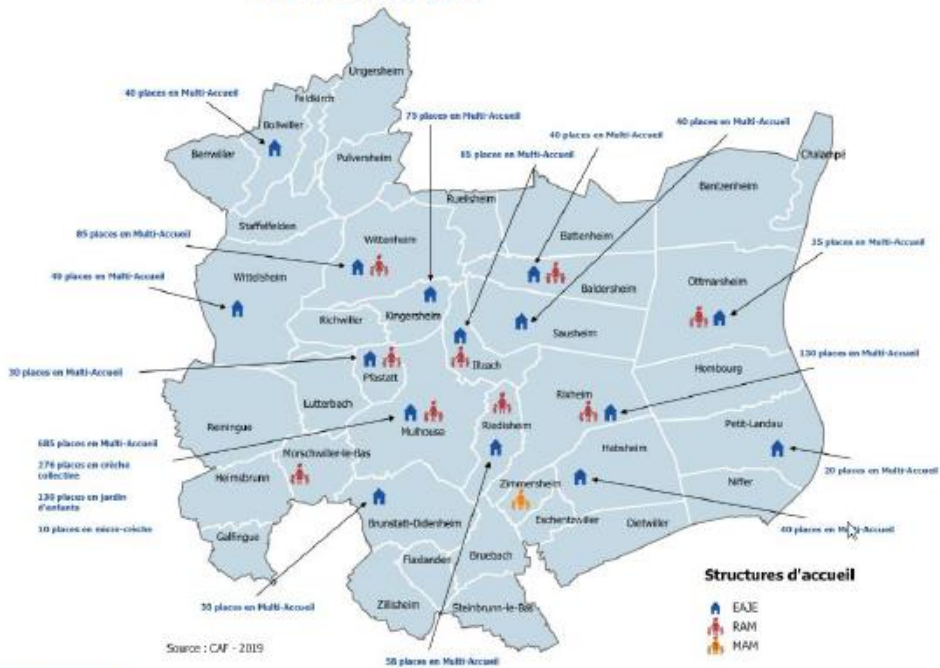 Ungersheim
40 places en Multi-Accueil
Feldkirch
75 places en Multi-Accueil
Bollwiller
60 places en Multi-Accueil
40 places en Multi-Accueil
Berrwiller
Pulversheim
65 places en Multi-Accueil
Chalampé
Bantzenheim
Ruelisheim
Staffelfelden
Battenheim
85 places en Multi-Accueil
Wittenheim
35 places en Multi-Accueil
40 places en Multi-Accueil
Wittelsheim
Baldersheim
Ottmarsheim
Richwiller
Kingersheim
Sausheim
130 places en Multi-Accueil
Illzach
Hombourg
30 places en Multi-Accueil
Pfastatt
Rixheim
Lutterbach
Petit-Landau
Reiningue
Mulhouse
Riedisheim
685 places en Multi-Accueil
Habsheim
276 places en crèche
collective
Morschwiller-le-Bas
20 places en Multi-Accueil
Heimsbrunn
Zimmersheim
Niffer
130 places en jardin
d'enfants
Eschentzwiller
Dietwiller
10 places en micro-crèche
Brunstatt-Didenheim
40 places en Multi-Accueil
Galfingue
Flaxlanden
Bruebach
Structures d'accueil
30 places en Multi-Accueil
Zillisheim
Steinbrunn-le-Bas
EAJE
RAM
MAM
Source : CAF - 2019
58 places en Multi-Accueil